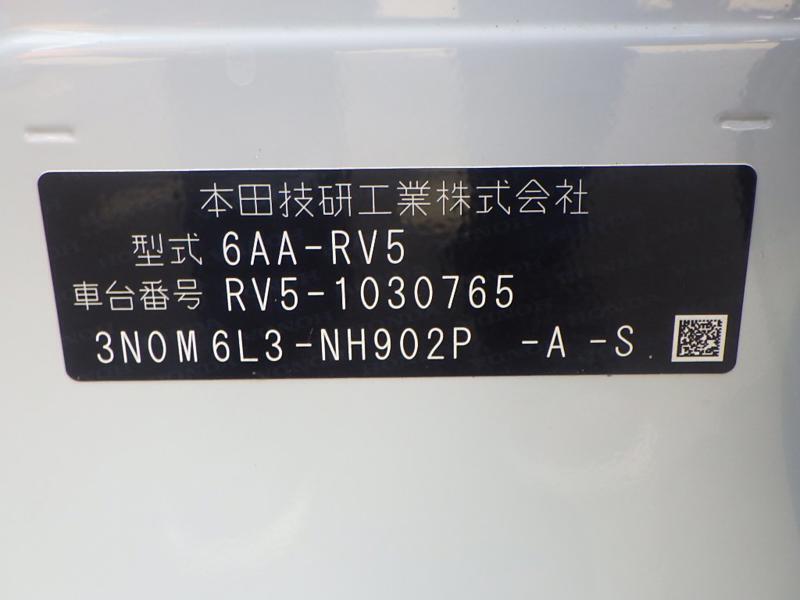 本田技研工業株式会社
型式 6AA-RV5
車台番号 RV5-1030765
3N0M6L3-NH902P -A -S